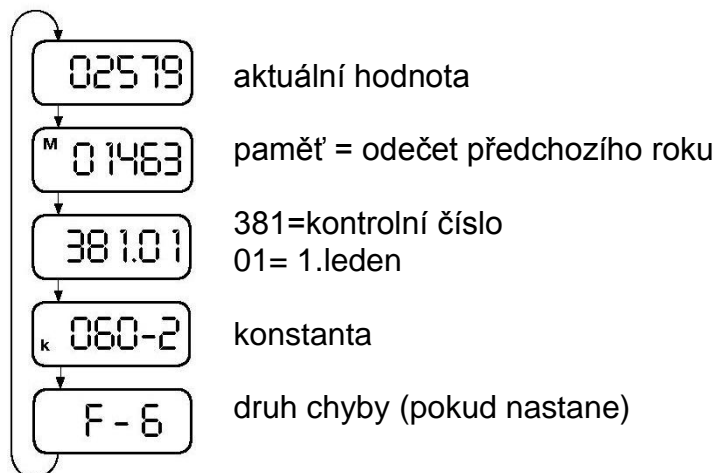 02579 aktuální hodnota
M 01463 paměť = odečet předchozího roku
381.01 381=kontrolní číslo
01= 1.leden
k 060-2 konstanta
F-6 druh chyby (pokud nastane)